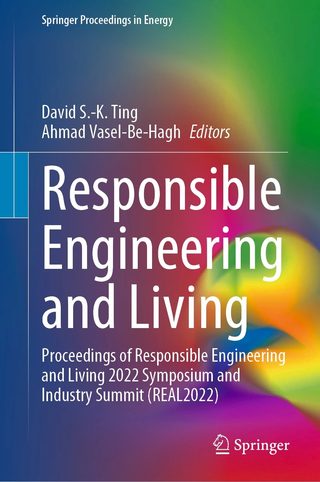 Springer Proceedings in Energy
David S.-K. Ting
Ahmad Vasel-Be-Hagh Editors
Responsible
Engineering
and Living
Proceedings of Responsible Engineering
and Living 2022 Symposium and
Industry Summit (REAL2022)
Springer